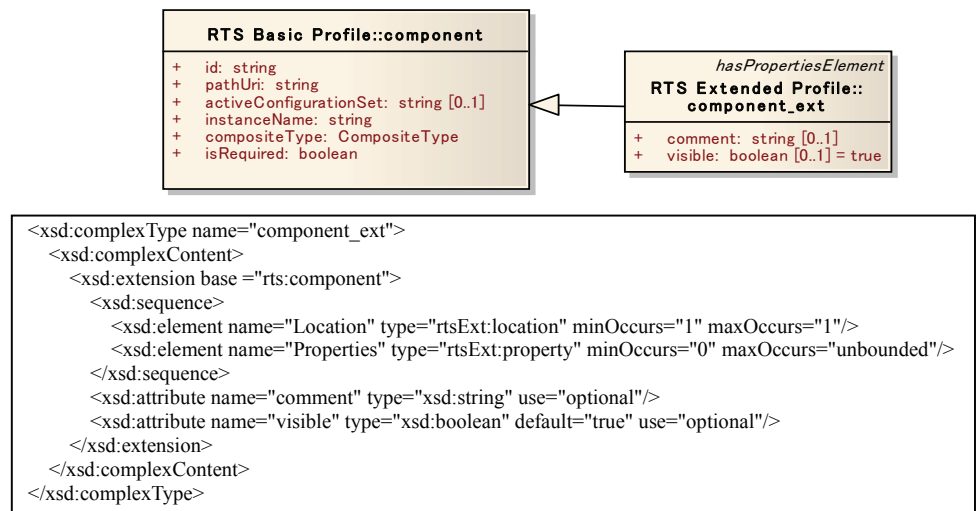 RTS Basic Profile::component
+ id: string
+ pathUri: string
+ activeConfigurationSet: string [0..1]
+ instanceName: string
+ compositeType: CompositeType
+ isRequired: boolean
hasPropertiesElement
RTS Extended Profile::
component_ext
+ comment: string [0..1]
+ visible: boolean [0..1] = true
<xsd:complexType name="component_ext">
<xsd:complexContent>
<xsd:extension base ="rts:component">
<xsd:sequence>
<xsd:element name="Location" type="rtsExt:location" minOccurs="1" maxOccurs="1"/>
<xsd:element name="Properties" type="rtsExt:property" minOccurs="0" maxOccurs="unbounded"/>
</xsd:sequence>
<xsd:attribute name="comment" type="xsd:string" use="optional"/>
<xsd:attribute name="visible" type="xsd:boolean" default="true" use="optional"/>
</xsd:extension>
</xsd:complexContent>
</xsd:complexType>